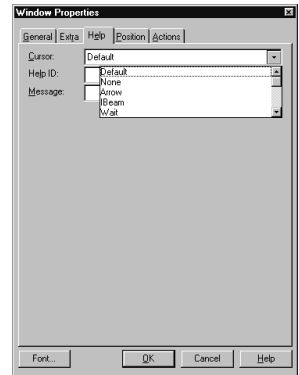 Window Properties
General Extra Help Position Actions
Cursor: Default
Help ID: Default
None
Message: Arrow
IBeam
Wait
Font... OK Cancel Help